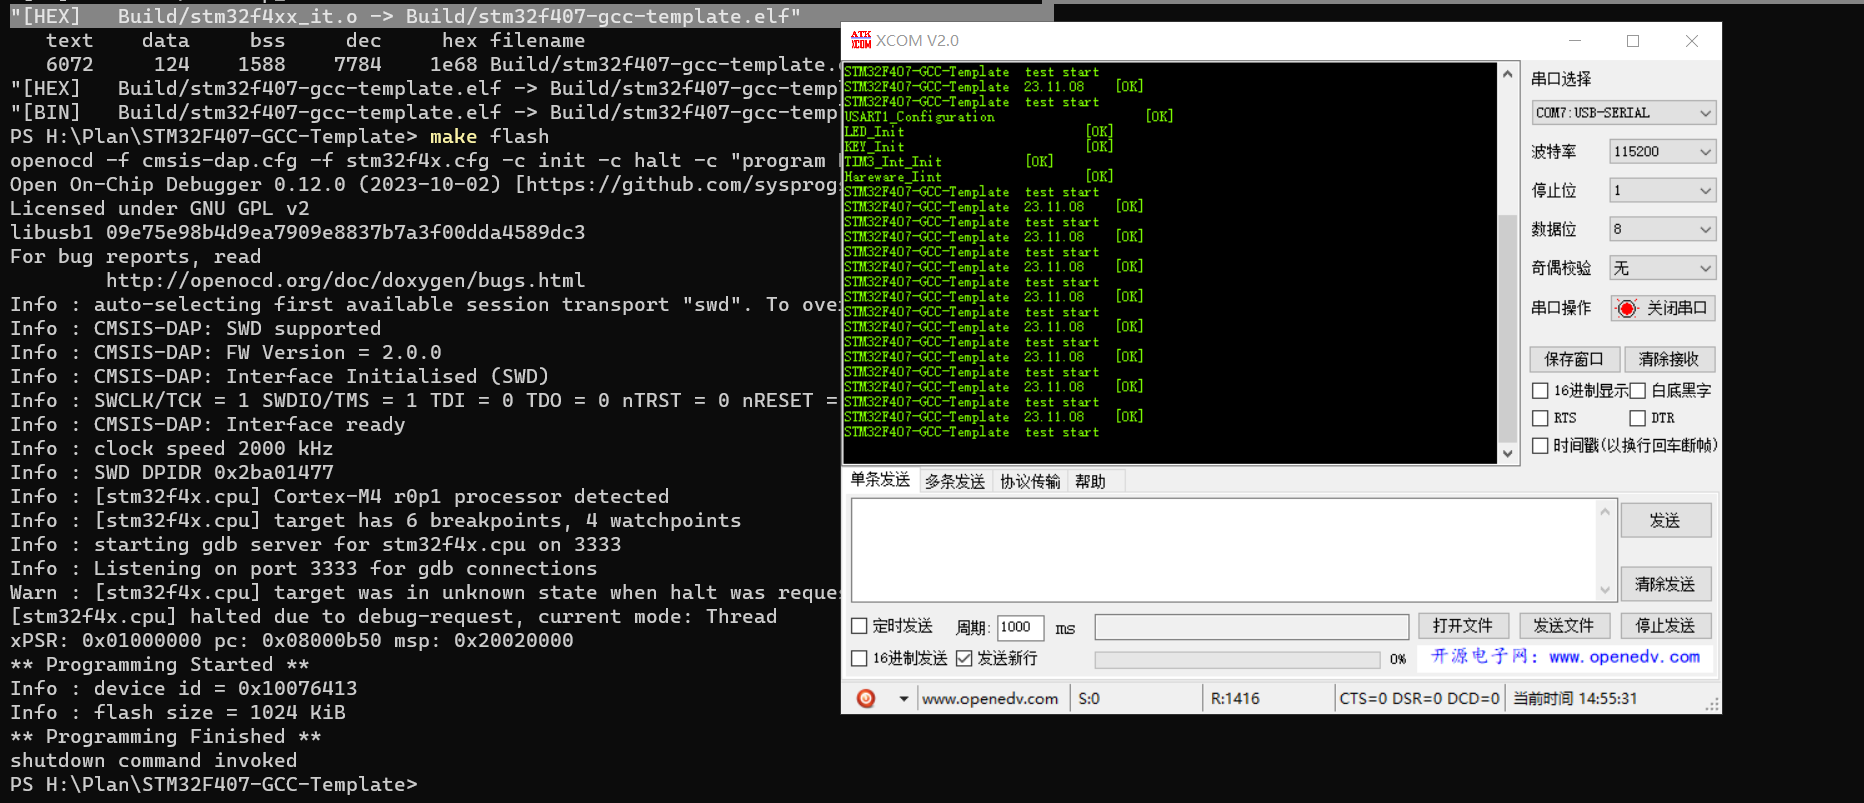 "[HEX]   Build/stm32f4xx_it.o -> Build/stm32f407-gcc-template.elf"
   text    data     bss     dec     hex filename
   6072     124    1588    7784    1e68 Build/stm32f407-gcc-template.
"[HEX]   Build/stm32f407-gcc-template.elf -> Build/stm32f407-gcc-templ
"[BIN]   Build/stm32f407-gcc-template.elf -> Build/stm32f407-gcc-templ
PS H:\Plan\STM32F407-GCC-Template> make flash
openocd -f cmsis-dap.cfg -f stm32f4x.cfg -c init -c halt -c "program
Open On-Chip Debugger 0.12.0 (2023-10-02) [https://github.com/sysprog
Licensed under GNU GPL v2
libusb1 09e75e98b4d9ea7909e8837b7a3f00dda4589dc3
For bug reports, read
        http://openocd.org/doc/doxygen/bugs.html
Info : auto-selecting first available session transport "swd". To ove
Info : CMSIS-DAP: SWD supported
Info : CMSIS-DAP: FW Version = 2.0.0
Info : CMSIS-DAP: Interface Initialised (SWD)
Info : SWCLK/TCK = 1 SWDIO/TMS = 1 TDI = 0 TDO = 0 nTRST = 0 nRESET =
Info : CMSIS-DAP: Interface ready
Info : clock speed 2000 kHz
Info : SWD DPIDR 0x2ba01477
Info : [stm32f4x.cpu] Cortex-M4 r0p1 processor detected
Info : [stm32f4x.cpu] target has 6 breakpoints, 4 watchpoints
Info : starting gdb server for stm32f4x.cpu on 3333
Info : Listening on port 3333 for gdb connections
Warn : [stm32f4x.cpu] target was in unknown state when halt was reque
[stm32f4x.cpu] halted due to debug-request, current mode: Thread
xPSR: 0x01000000 pc: 0x08000b50 msp: 0x20020000
** Programming Started **
Info : device id = 0x10076413
Info : flash size = 1024 KiB
** Programming Finished **
shutdown command invoked
PS H:\Plan\STM32F407-GCC-Template>
ATK XCOM
XCOM V2.0
STM32F407-GCC-Template  test start
STM32F407-GCC-Template  23.11.08    [OK]
STM32F407-GCC-Template  test start
USART1_Configuration                    [OK]
LED_Init                        [OK]
KEY_Init                        [OK]
TIM3_Int_Init           [OK]
Hareware_Iint                   [OK]
STM32F407-GCC-Template  test start
STM32F407-GCC-Template  23.11.08    [OK]
STM32F407-GCC-Template  test start
STM32F407-GCC-Template  23.11.08    [OK]
STM32F407-GCC-Template  test start
STM32F407-GCC-Template  23.11.08    [OK]
STM32F407-GCC-Template  test start
STM32F407-GCC-Template  23.11.08    [OK]
STM32F407-GCC-Template  test start
STM32F407-GCC-Template  23.11.08    [OK]
STM32F407-GCC-Template  test start
STM32F407-GCC-Template  23.11.08    [OK]
STM32F407-GCC-Template  test start
STM32F407-GCC-Template  23.11.08    [OK]
STM32F407-GCC-Template  test start
STM32F407-GCC-Template  23.11.08    [OK]
STM32F407-GCC-Template  test start
串口选择
COM7:USB-SERIAL
波特率 115200
停止位 1
数据位 8
奇偶校验 无
串口操作 关闭串口
保存窗口 清除接收
16进制显示 白底黑字
RTS DTR
时间戳(以换行回车断帧)
单条发送 多条发送 协议传输 帮助
发送
清除发送
定时发送 周期: 1000 ms 打开文件 发送文件 停止发送
16进制发送 发送新行 0% 开源电子网: www.openedv.com
www.openedv.com S:0 R:1416 CTS=0 DSR=0 DCD=0 当前时间 14:55:31